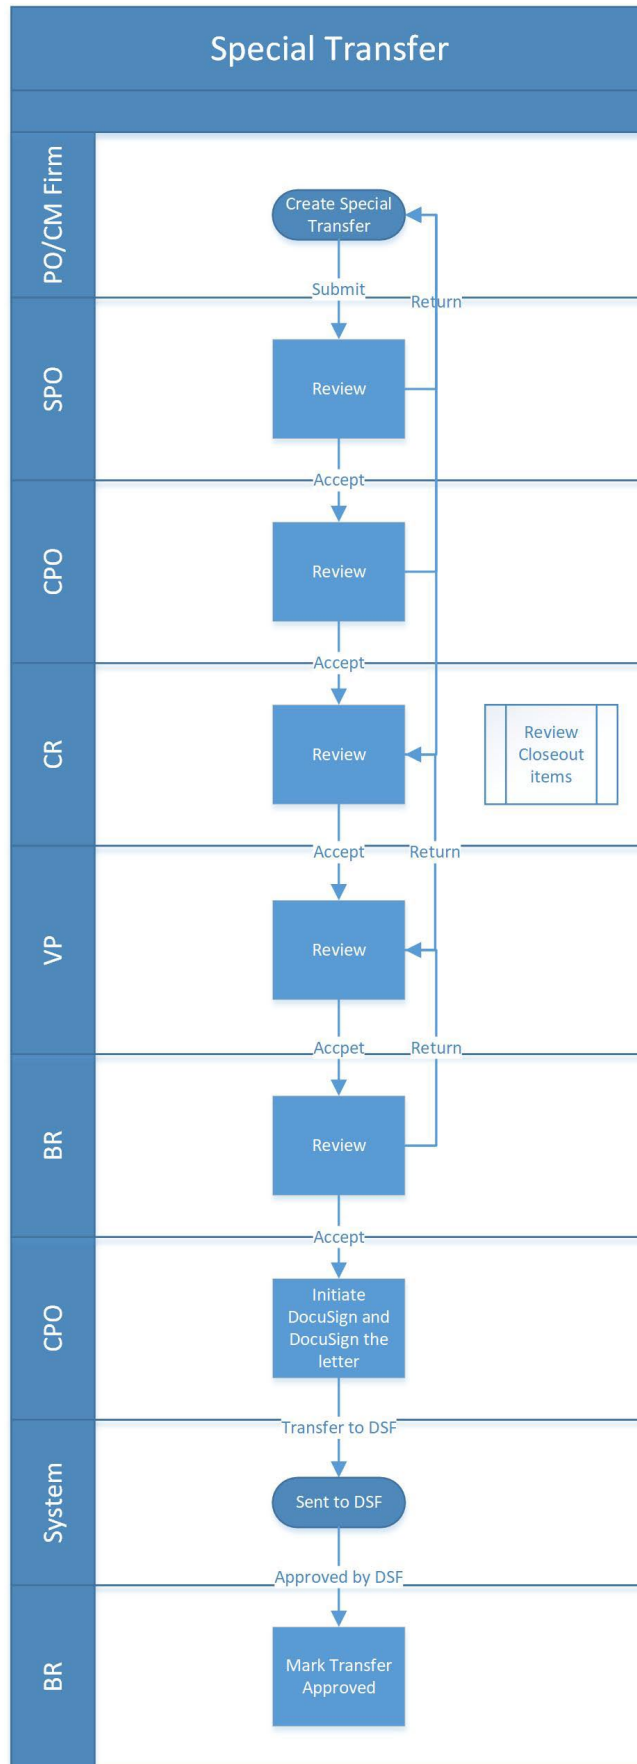 Special Transfer
PO/CM Firm
Create Special
Transfer
Submit
Return
SPO
Review
Accept
CPO
Review
Accept
CR
Review
Review
Closeout
items
Accept
Return
VP
Review
Accpet
Return
BR
Review
Accept
CPO
Initiate
DocuSign and
DocuSign the
letter
Transfer to DSF
System
Sent to DSF
Approved by DSF
BR
Mark Transfer
Approved